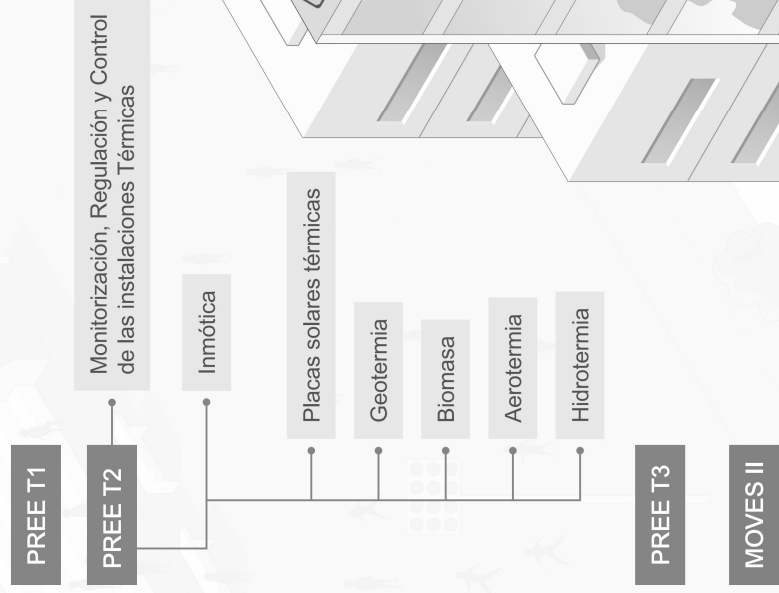 PREE T1
PREE T2
Monitorización, Regulación y Control
de las instalaciones Térmicas
Inmótica
Placas solares térmicas
Geotermia
Biomasa
Aerotermia
Hidrotermia
PREE T3
MOVES II